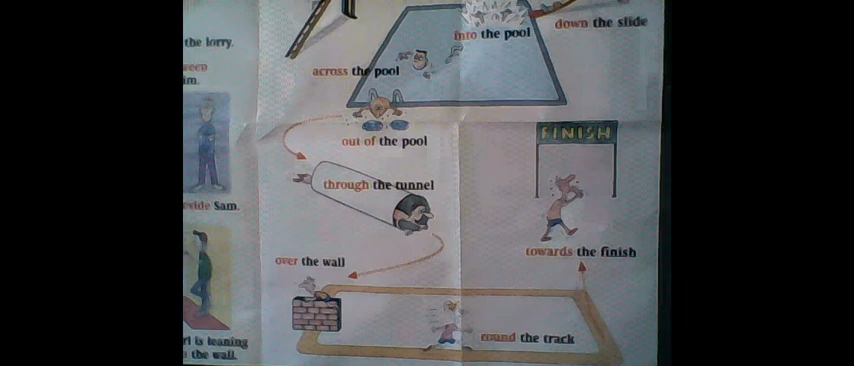 the lorry.
down the slide
into the pool
across the pool
out of the pool
FINISH
through the tunnel
Sam.
towards the finish
over the wall
round the track
is leaning
the wall.